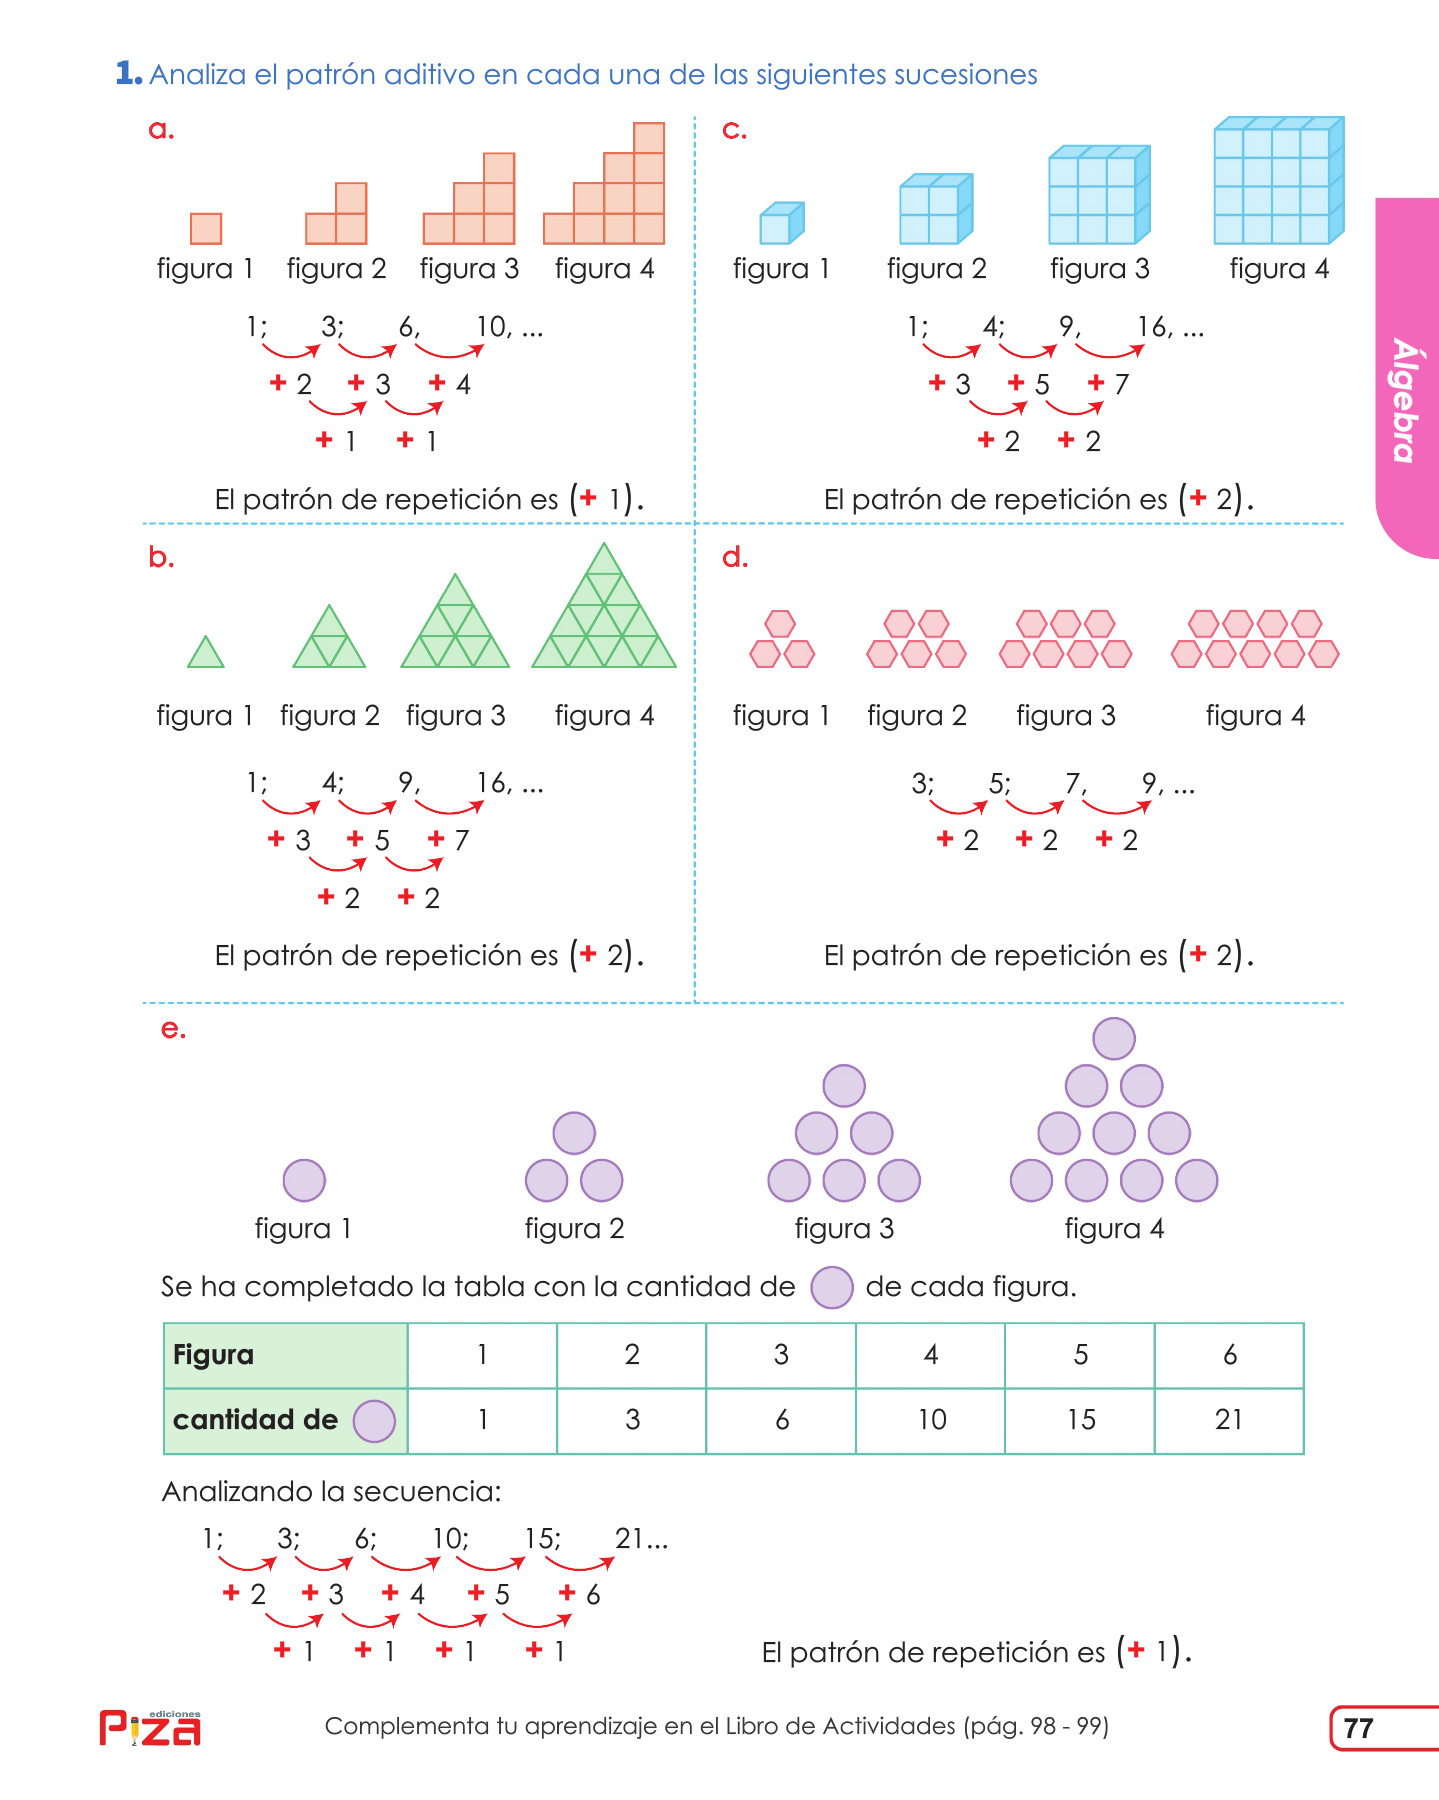 1. Analiza el patrón aditivo en cada una de las siguientes sucesiones
a.
figura 1 figura 2 figura 3 figura 4
1; 3; 6, 10, ...
+ 2 + 3 + 4
+ 1 + 1
El patrón de repetición es (+ 1).
c.
figura 1 figura 2 figura 3 figura 4
1; 4; 9, 16, ...
+ 3 + 5 + 7
+ 2 + 2
El patrón de repetición es (+ 2).
Álgebra
b.
figura 1 figura 2 figura 3 figura 4
1; 4; 9, 16, ...
+ 3 + 5 + 7
+ 2 + 2
El patrón de repetición es (+ 2).
d.
figura 1 figura 2 figura 3 figura 4
3; 5; 7, 9, ...
+ 2 + 2 + 2
El patrón de repetición es (+ 2).
e.
figura 1 figura 2 figura 3 figura 4
Se ha completado la tabla con la cantidad de de cada figura.
Figura 1 2 3 4 5 6
cantidad de 1 3 6 10 15 21
Analizando la secuencia:
1; 3; 6; 10; 15; 21...
+ 2 + 3 + 4 + 5 + 6
+ 1 + 1 + 1 + 1
El patrón de repetición es (+ 1).
ediciones
Piza
Complementa tu aprendizaje en el Libro de Actividades (pág. 98 - 99)
77